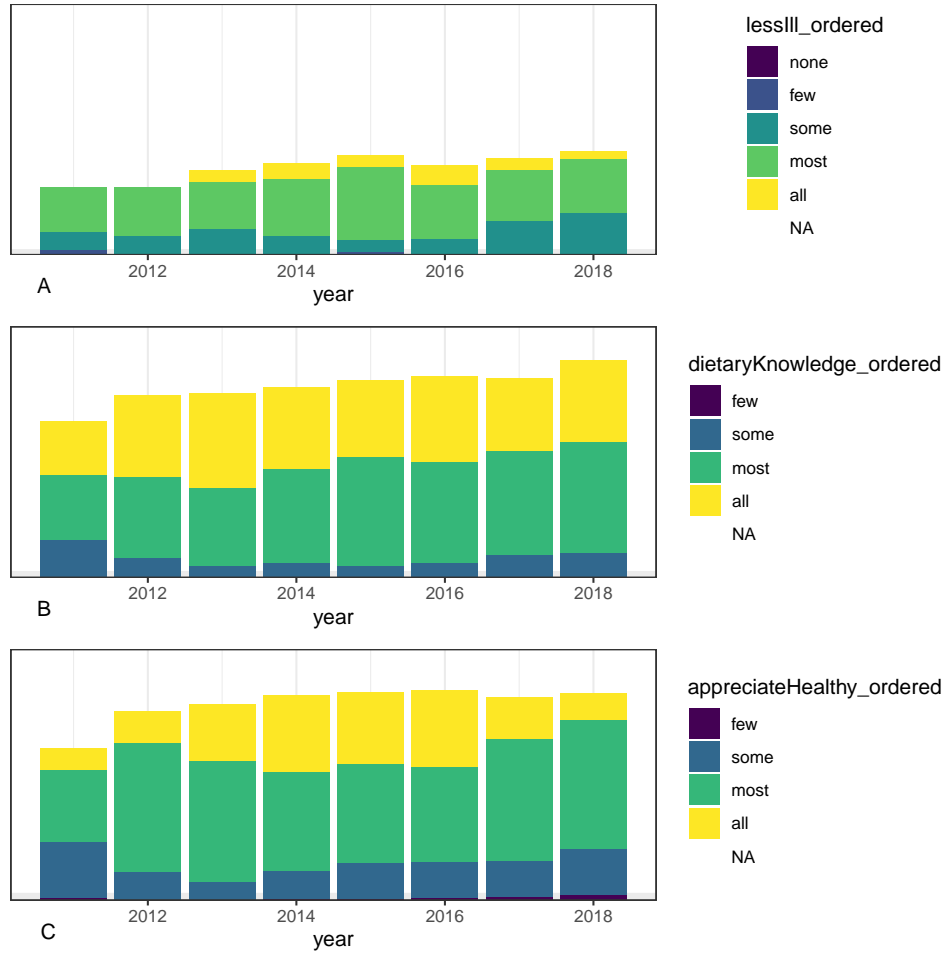 lessIll_ordered
none
few
some
most
all
NA
2012 2014 2016 2018
year
A
dietaryKnowledge_ordered
few
some
most
all
NA
2012 2014 2016 2018
year
B
appreciateHealthy_ordered
few
some
most
all
NA
2012 2014 2016 2018
year
C